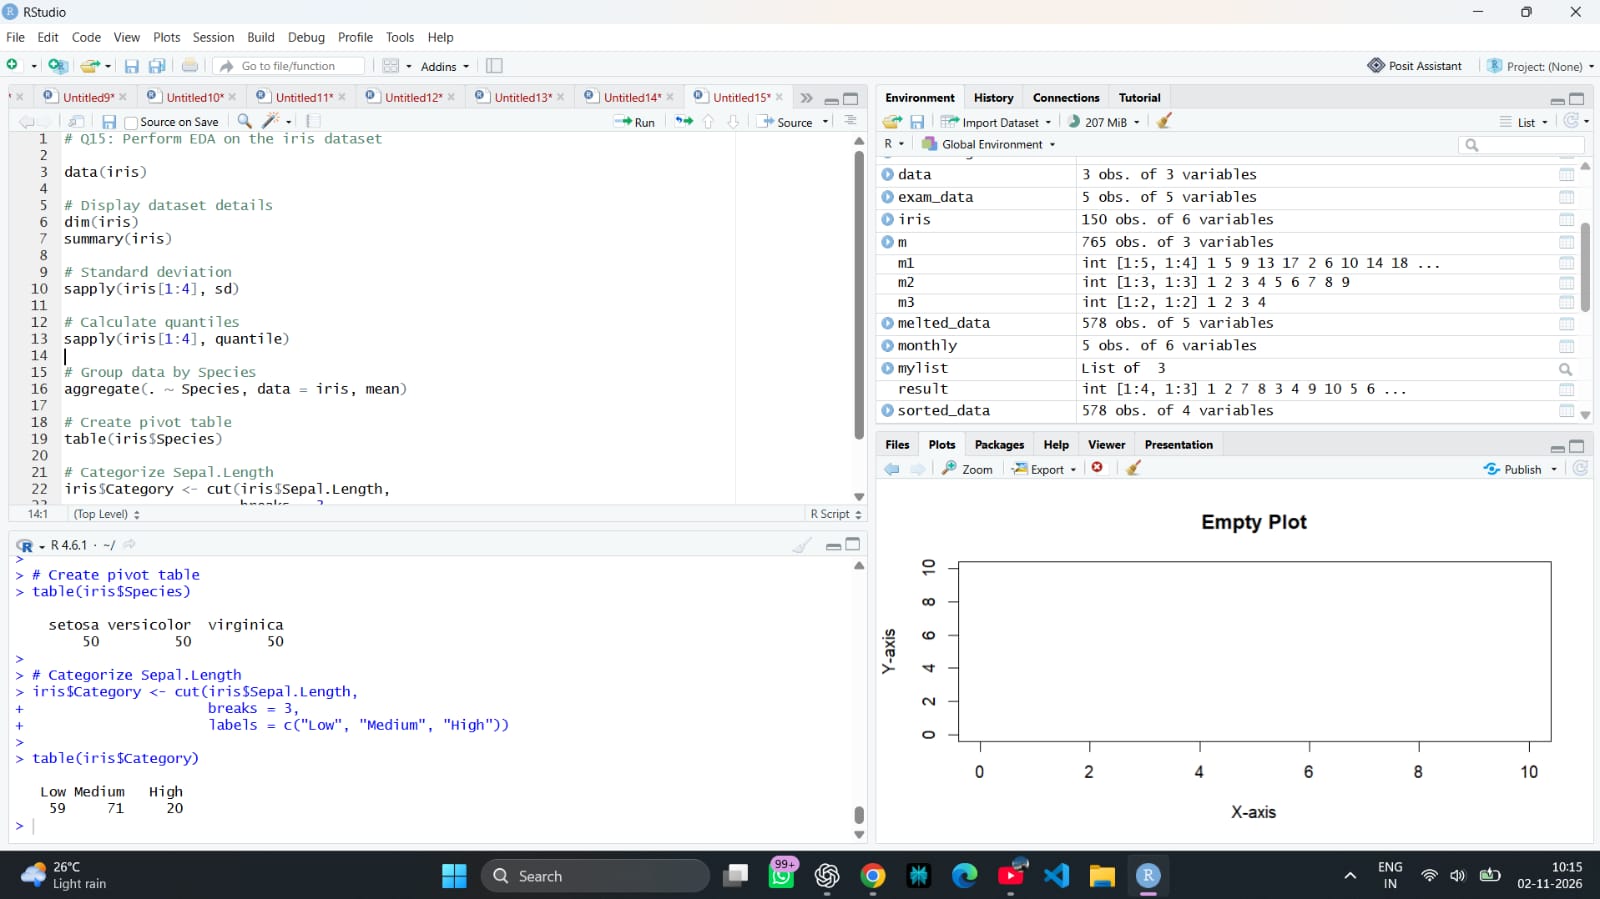 RStudio
File Edit Code View Plots Session Build Debug Profile Tools Help
Go to file/function Addins Posit Assistant Project: (None)
Untitled9* Untitled10* Untitled11* Untitled12* Untitled13* Untitled14* Untitled15*
Source on Save Run Source
1 # Q15: Perform EDA on the iris dataset
2
3 data(iris)
4
5 # Display dataset details
6 dim(iris)
7 summary(iris)
8
9 # Standard deviation
10 sapply(iris[1:4], sd)
11
12 # Calculate quantiles
13 sapply(iris[1:4], quantile)
14
15 # Group data by Species
16 aggregate(. ~ Species, data = iris, mean)
17
18 # Create pivot table
19 table(iris$Species)
20
21 # Categorize Sepal.Length
22 iris$Category <- cut(iris$Sepal.Length,
14:1 (Top Level) R Script
R 4.6.1 · ~/
>
> # Create pivot table
> table(iris$Species)
setosa versicolor virginica
50 50 50
>
> # Categorize Sepal.Length
> iris$Category <- cut(iris$Sepal.Length,
+ breaks = 3,
+ labels = c("Low", "Medium", "High"))
>
> table(iris$Category)
Low Medium High
59 71 20
>
Environment History Connections Tutorial
Import Dataset 207 MiB List
R Global Environment
data 3 obs. of 3 variables
exam_data 5 obs. of 5 variables
iris 150 obs. of 6 variables
m 765 obs. of 3 variables
m1 int [1:5, 1:4] 1 5 9 13 17 2 6 10 14 18 ...
m2 int [1:3, 1:3] 1 2 3 4 5 6 7 8 9
m3 int [1:2, 1:2] 1 2 3 4
melted_data 578 obs. of 5 variables
monthly 5 obs. of 6 variables
mylist List of 3
result int [1:4, 1:3] 1 2 7 8 3 4 9 10 5 6 ...
sorted_data 578 obs. of 4 variables
Files Plots Packages Help Viewer Presentation
Zoom Export Publish
Empty Plot
Y-axis
10
8
6
4
2
0
0 2 4 6 8 10
X-axis
26°C
Light rain
Search
99+
ENG
IN
10:15
02-11-2026